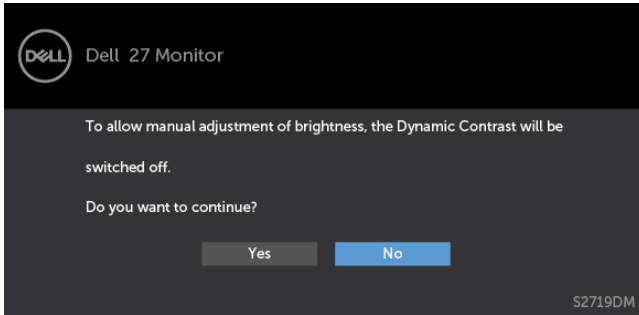 DELL
Dell 27 Monitor
To allow manual adjustment of brightness, the Dynamic Contrast will be
switched off.
Do you want to continue?
Yes No
S2719DM